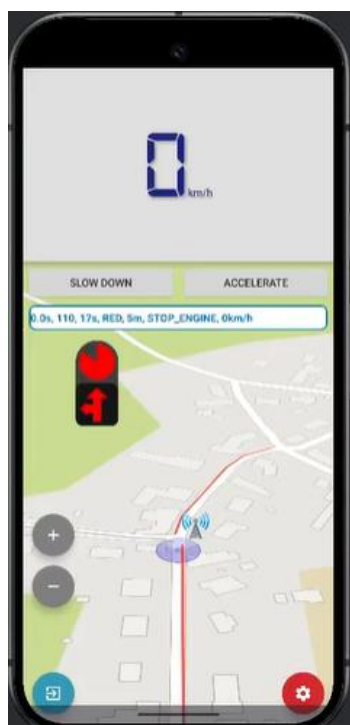 0 km/h
SLOW DOWN ACCELERATE
0.0s, 110, 17s, RED, 5m, STOP_ENGINE, 0km/h
+
−